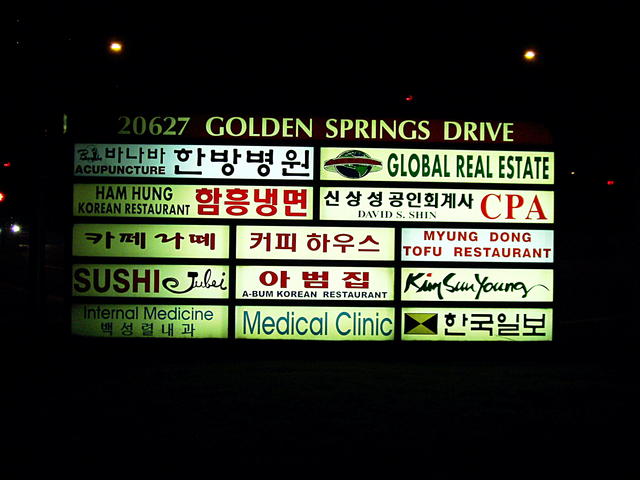 20627 GOLDEN SPRINGS DRIVE
바나바 한방병원
ACUPUNCTURE
GLOBAL REAL ESTATE
HAM HUNG
KOREAN RESTAURANT
함흥냉면
신상성공인회계사
DAVID S. SHIN
CPA
카페라떼
커피 하우스
MYUNG DONG
TOFU RESTAURANT
SUSHI Jubei
아범집
A-BUM KOREAN RESTAURANT
Kim Sun Young
Internal Medicine
백성렬내과
Medical Clinic
한국일보